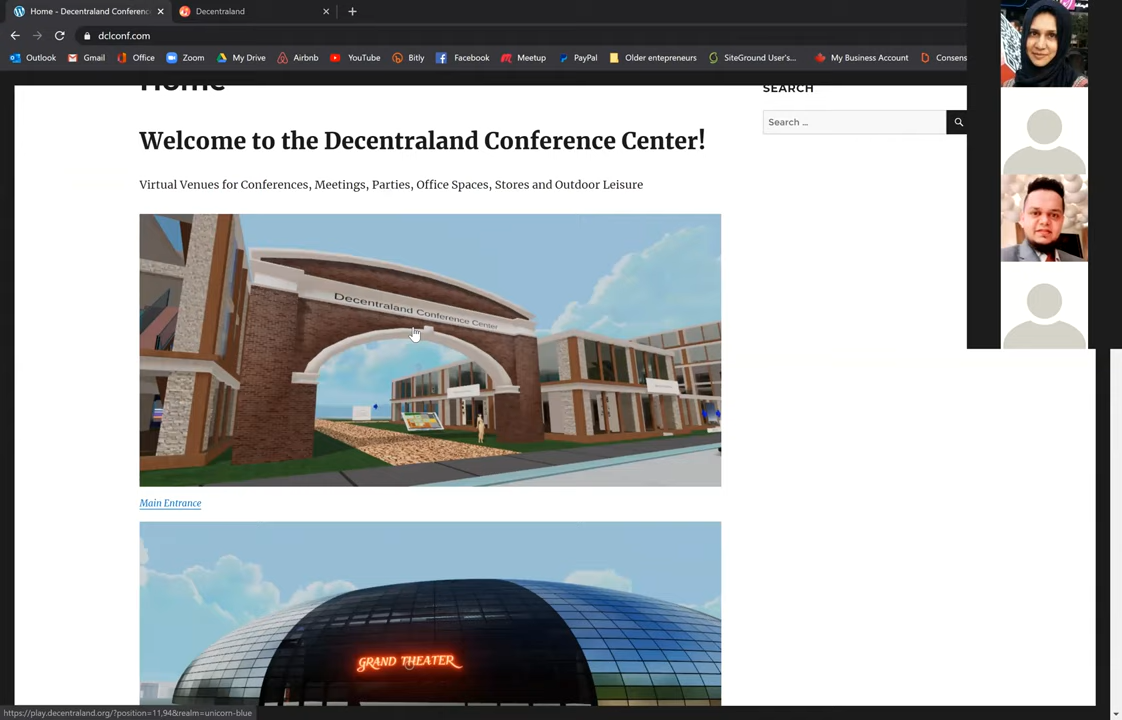 Home - Decentraland Conferenc
Decentraland
dclconf.com
Outlook
Gmail
Office
Zoom
My Drive
Airbnb
YouTube
Bitly
Facebook
Meetup
PayPal
Older entepreneurs
SiteGround User's...
My Business Account
Consens
Home
SEARCH
Search ...
Welcome to the Decentraland Conference Center!
Virtual Venues for Conferences, Meetings, Parties, Office Spaces, Stores and Outdoor Leisure
Decentraland Conference Center
Main Entrance
GRAND THEATER
https://play.decentraland.org/?position=11,94&realm=unicorn-blue